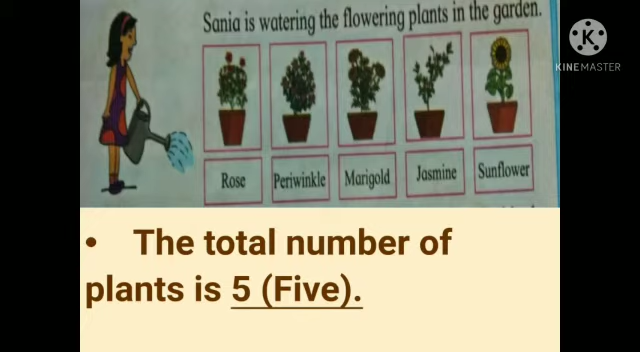 Sania is watering the flowering plants in the garden.
KINEMASTER
Rose Periwinkle Marigold Jasmine Sunflower
• The total number of
plants is 5 (Five).